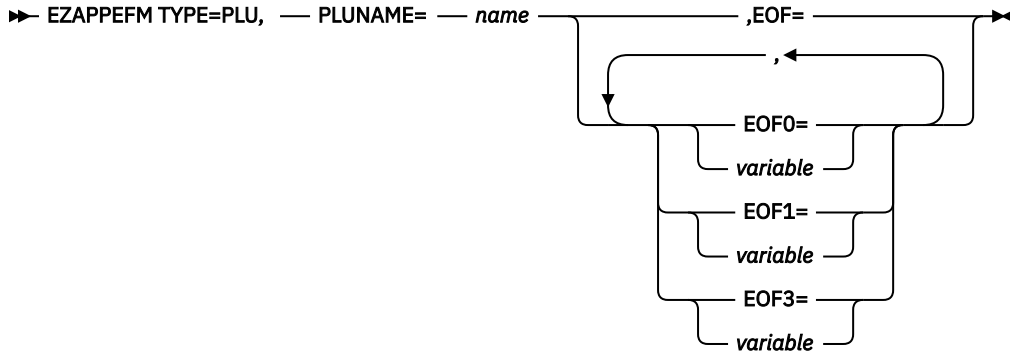 EZAPPEFM TYPE=PLU, PLUNAME= name ,EOF=
,
EOF0=
variable
EOF1=
variable
EOF3=
variable